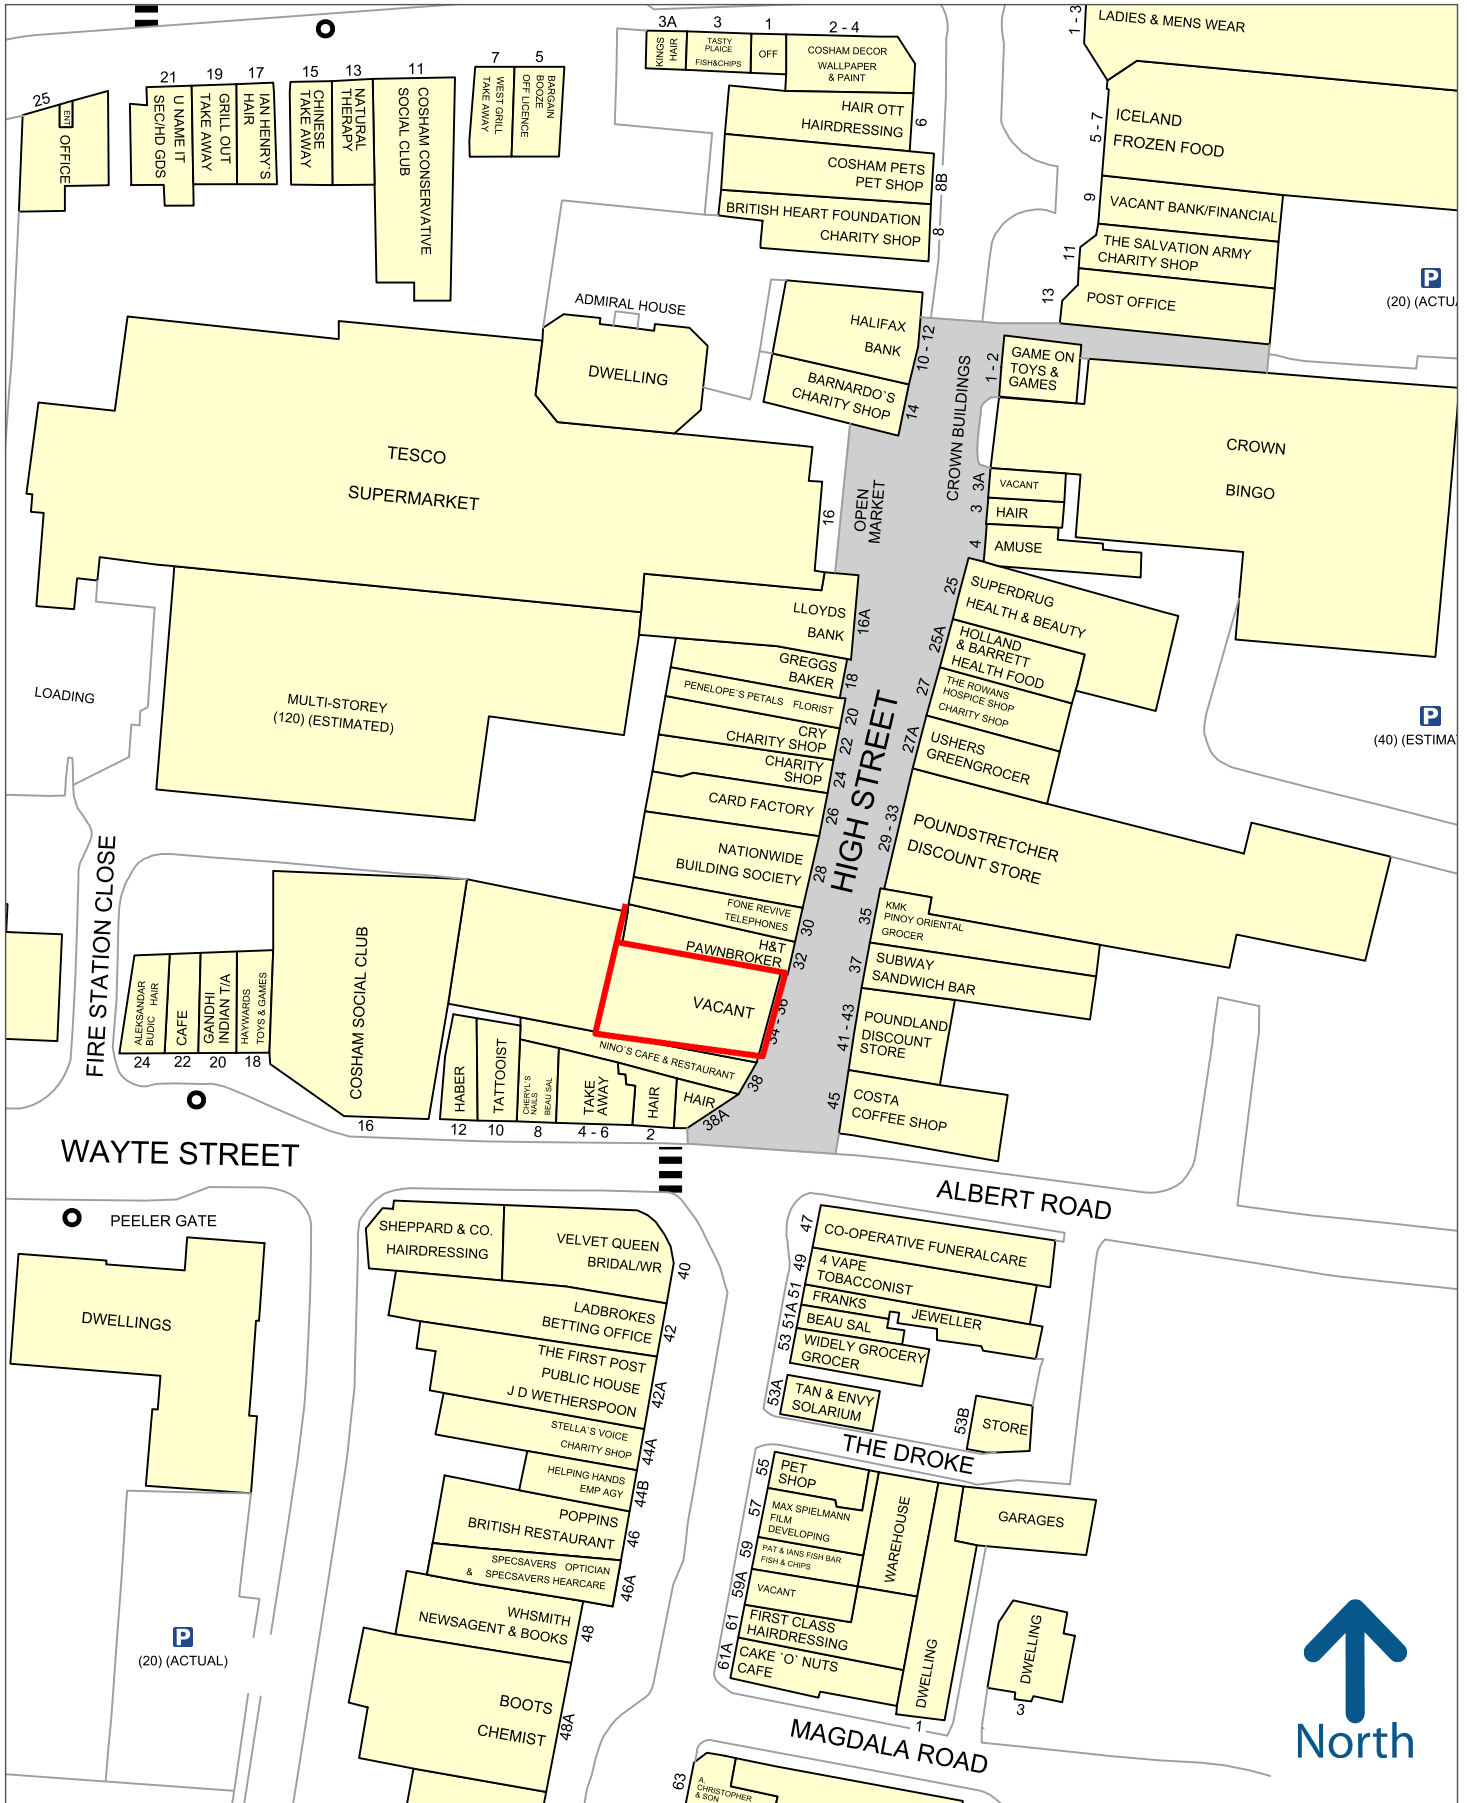 1 - 3
LADIES & MENS WEAR
3A
3
1
2 - 4
KINGS
HAIR
TASTY
PLAICE
FISH&CHIPS
OFF
COSHAM DECOR
WALLPAPER
& PAINT
25
21
19
17
15
13
11
7
5
ENT
OFFICE
U NAME IT
SEC/HD GDS
GRILL OUT
TAKE AWAY
IAN HENRY`S
HAIR
CHINESE
TAKE AWAY
NATURAL
THERAPY
COSHAM CONSERVATIVE
SOCIAL CLUB
WEST GRILL
TAKE AWAY
BARGAIN
BOOZE
OFF LICENCE
HAIR OTT
HAIRDRESSING
6
COSHAM PETS
PET SHOP
8B
BRITISH HEART FOUNDATION
CHARITY SHOP
8
5 - 7
ICELAND
FROZEN FOOD
9
VACANT BANK/FINANCIAL
11
THE SALVATION ARMY
CHARITY SHOP
13
POST OFFICE
P
(20) (ACTUA
ADMIRAL HOUSE
DWELLING
HALIFAX
BANK
10 - 12
BARNARDO`S
CHARITY SHOP
14
CROWN BUILDINGS
1 - 2
GAME ON
TOYS &
GAMES
CROWN
BINGO
TESCO
SUPERMARKET
16
OPEN
MARKET
3A
VACANT
3
HAIR
4
AMUSE
LLOYDS
BANK
16A
25
SUPERDRUG
HEALTH & BEAUTY
25A
HOLLAND
& BARRETT
HEALTH FOOD
GREGGS
BAKER
18
PENELOPE`S PETALS FLORIST
20
27
THE ROWANS
HOSPICE SHOP
CHARITY SHOP
LOADING
MULTI-STOREY
(120) (ESTIMATED)
CRY
CHARITY SHOP
22
27A
USHERS
GREENGROCER
P
(40) (ESTIMA
CHARITY
SHOP
24
CARD FACTORY
26
HIGH STREET
29 - 33
POUNDSTRETCHER
DISCOUNT STORE
NATIONWIDE
BUILDING SOCIETY
28
FONE REVIVE
TELEPHONES
30
35
KMK
PINOY ORIENTAL
GROCER
H&T
PAWNBROKER
32
37
SUBWAY
SANDWICH BAR
VACANT
34 - 36
41 - 43
POUNDLAND
DISCOUNT
STORE
FIRE STATION CLOSE
ALEKSANDAR
BUDIC HAIR
CAFE
GANDHI
INDIAN T/A
HAYWARDS
TOYS & GAMES
24
22
20
18
COSHAM SOCIAL CLUB
16
NINO`S CAFE & RESTAURANT
38
HABER
TATTOOIST
CHERYL`S
NAILS
BEAU SAL
TAKE
AWAY
HAIR
HAIR
38A
12
10
8
4 - 6
2
45
COSTA
COFFEE SHOP
WAYTE STREET
ALBERT ROAD
PEELER GATE
DWELLINGS
SHEPPARD & CO.
HAIRDRESSING
VELVET QUEEN
BRIDAL/WR
40
LADBROKES
BETTING OFFICE
42
THE FIRST POST
PUBLIC HOUSE
J D WETHERSPOON
42A
STELLA`S VOICE
CHARITY SHOP
44A
HELPING HANDS
EMP AGY
44B
POPPINS
BRITISH RESTAURANT
46
SPECSAVERS OPTICIAN
& SPECSAVERS HEARCARE
46A
WHSMITH
NEWSAGENT & BOOKS
48
BOOTS
CHEMIST
48A
47
CO-OPERATIVE FUNERALCARE
49
4 VAPE
TOBACCONIST
51
FRANKS
JEWELLER
51A
BEAU SAL
53
WIDELY GROCERY
GROCER
53A
TAN & ENVY
SOLARIUM
53B
STORE
THE DROKE
55
PET
SHOP
57
MAX SPIELMANN
FILM
DEVELOPING
WAREHOUSE
GARAGES
59
PAT & IANS FISH BAR
FISH & CHIPS
59A
VACANT
61
FIRST CLASS
HAIRDRESSING
61A
CAKE `O` NUTS
CAFE
DWELLING
1
DWELLING
3
P
(20) (ACTUAL)
MAGDALA ROAD
63
A.
CHRISTOPHER
& SON
North